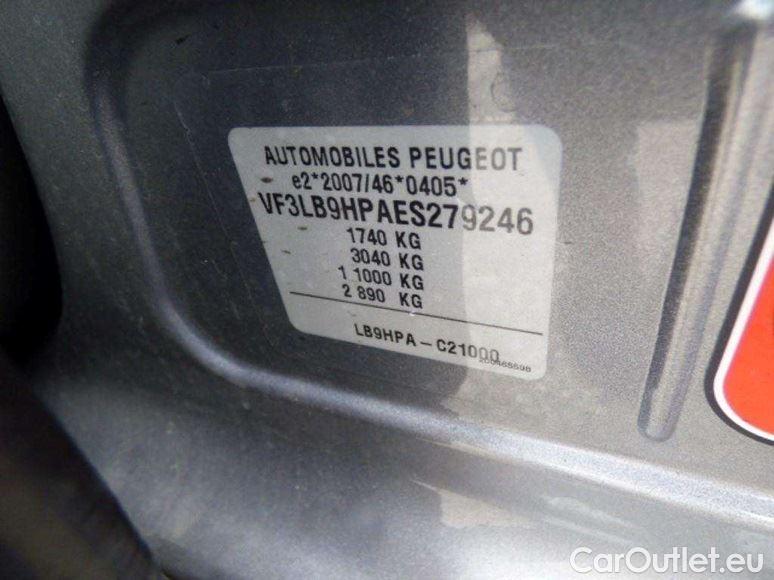 AUTOMOBILES PEUGEOT
e2*2007/46*0405*
VF3LB9HPAES279246
1740 KG
3040 KG
1 1000 KG
2 890 KG
LB9HPA-C21000
CarOutlet.eu